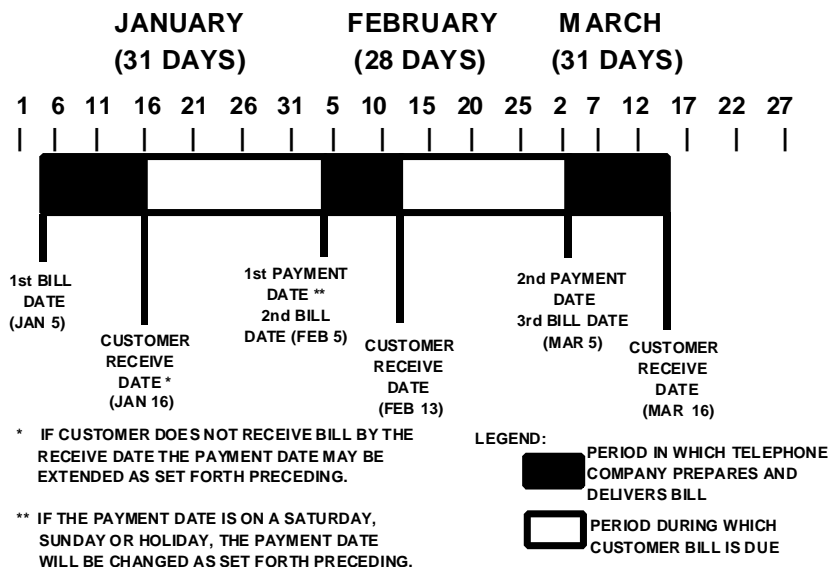 JANUARY FEBRUARY MARCH
(31 DAYS) (28 DAYS) (31 DAYS)
1 6 11 16 21 26 31 5 10 15 20 25 2 7 12 17 22 27
1st BILL
DATE
(JAN 5)
CUSTOMER
RECEIVE
DATE *
(JAN 16)
1st PAYMENT
DATE **
2nd BILL
DATE (FEB 5)
CUSTOMER
RECEIVE
DATE
(FEB 13)
2nd PAYMENT
DATE
3rd BILL DATE
(MAR 5)
CUSTOMER
RECEIVE
DATE
(MAR 16)
* IF CUSTOMER DOES NOT RECEIVE BILL BY THE
RECEIVE DATE THE PAYMENT DATE MAY BE
EXTENDED AS SET FORTH PRECEDING.
** IF THE PAYMENT DATE IS ON A SATURDAY,
SUNDAY OR HOLIDAY, THE PAYMENT DATE
WILL BE CHANGED AS SET FORTH PRECEDING.
LEGEND:
PERIOD IN WHICH TELEPHONE
COMPANY PREPARES AND
DELIVERS BILL
PERIOD DURING WHICH
CUSTOMER BILL IS DUE